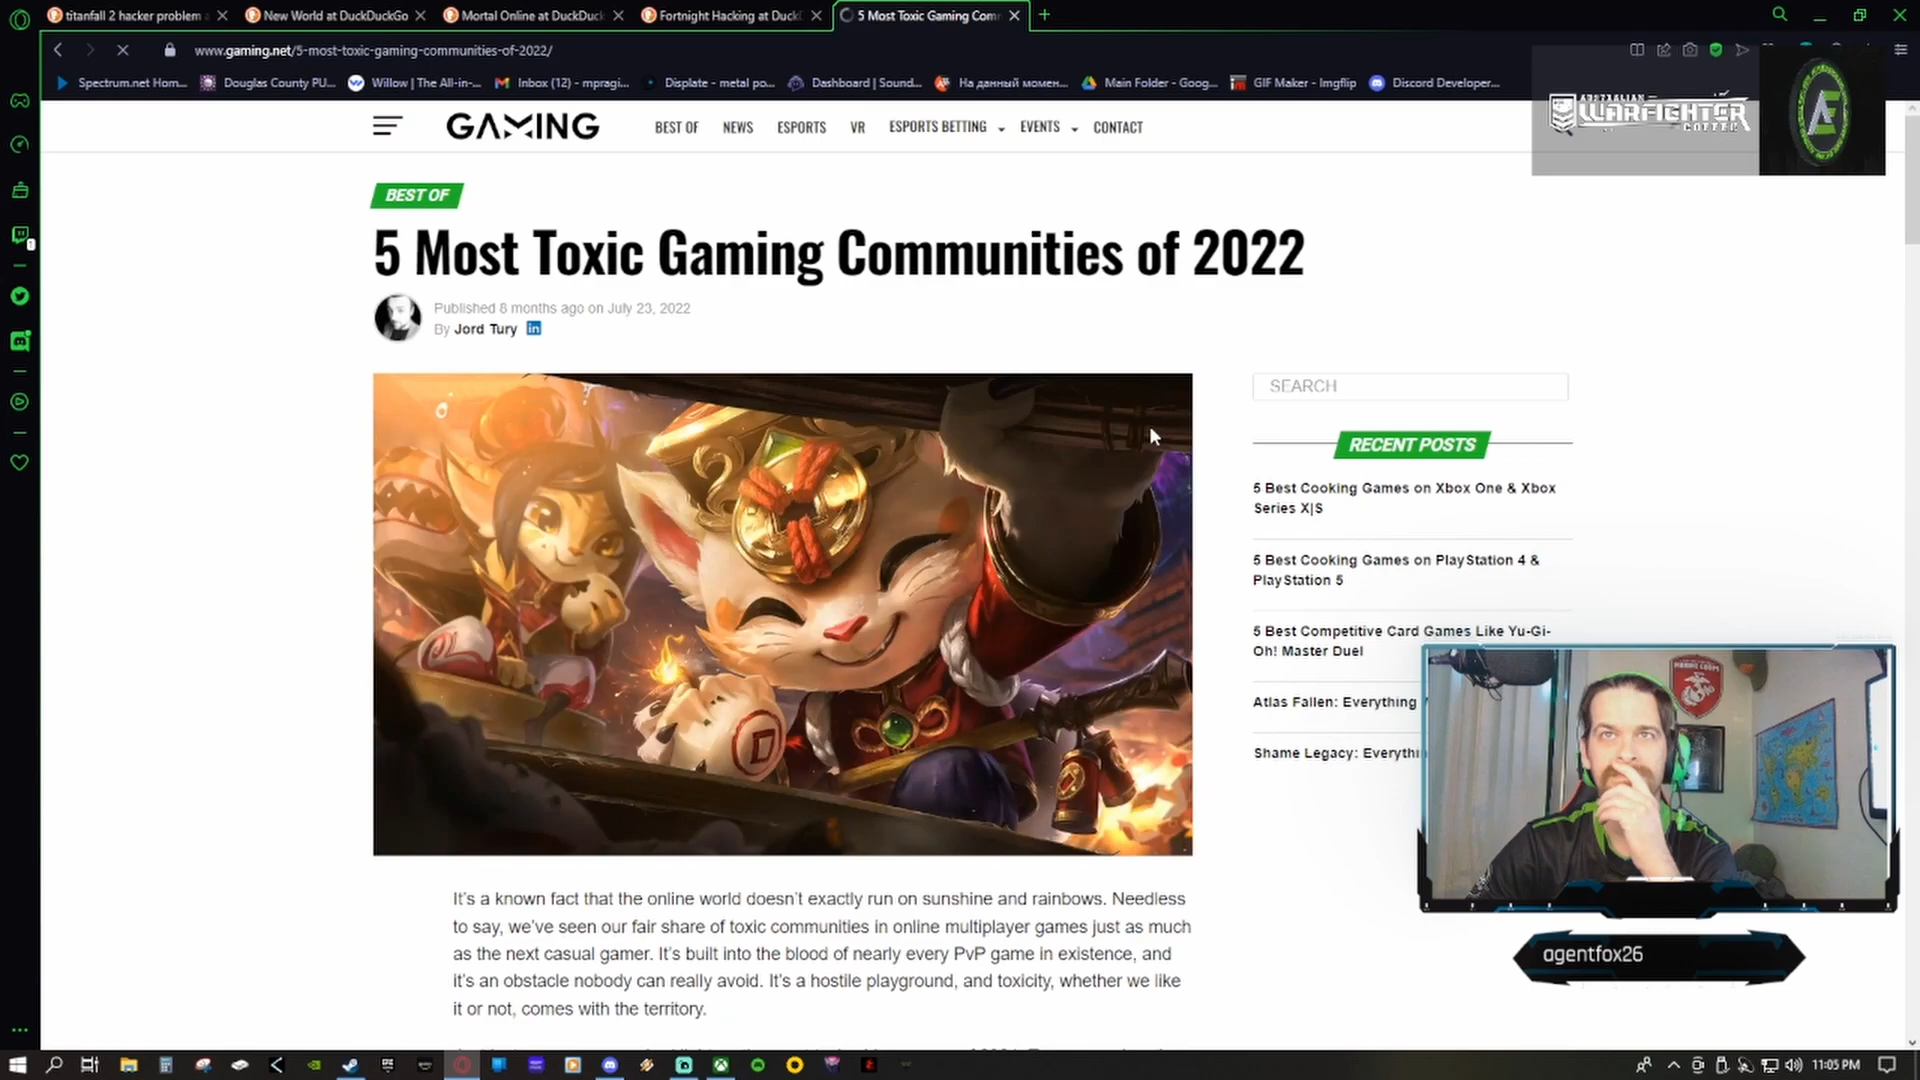 titanfall 2 hacker problem a
New World at DuckDuckGo
Mortal Online at DuckDuck
Fortnight Hacking at DuckD
5 Most Toxic Gaming Com
www.gaming.net/5-most-toxic-gaming-communities-of-2022/
Spectrum.net Hom...
Douglas County PU...
Willow | The All-in-...
Inbox (12) - mpragi...
Displate - metal po...
Dashboard | Sound...
На данный момен...
Main Folder - Goog...
GIF Maker - Imgflip
Discord Developer...
AUSTRALIAN
WARFIGHTER
COFFEE
GAMING
BEST OF
NEWS
ESPORTS
VR
ESPORTS BETTING
EVENTS
CONTACT
BEST OF
5 Most Toxic Gaming Communities of 2022
Published 8 months ago on July 23, 2022
By Jord Tury in
SEARCH
RECENT POSTS
5 Best Cooking Games on Xbox One & Xbox
Series X|S
5 Best Cooking Games on PlayStation 4 &
PlayStation 5
5 Best Competitive Card Games Like Yu-Gi-
Oh! Master Duel
Atlas Fallen: Everything
Shame Legacy: Everythi
It's a known fact that the online world doesn't exactly run on sunshine and rainbows. Needless
to say, we've seen our fair share of toxic communities in online multiplayer games just as much
as the next casual gamer. It's built into the blood of nearly every PvP game in existence, and
it's an obstacle nobody can really avoid. It's a hostile playground, and toxicity, whether we like
it or not, comes with the territory.
MARINE CORPS
agentfox26
11:05 PM